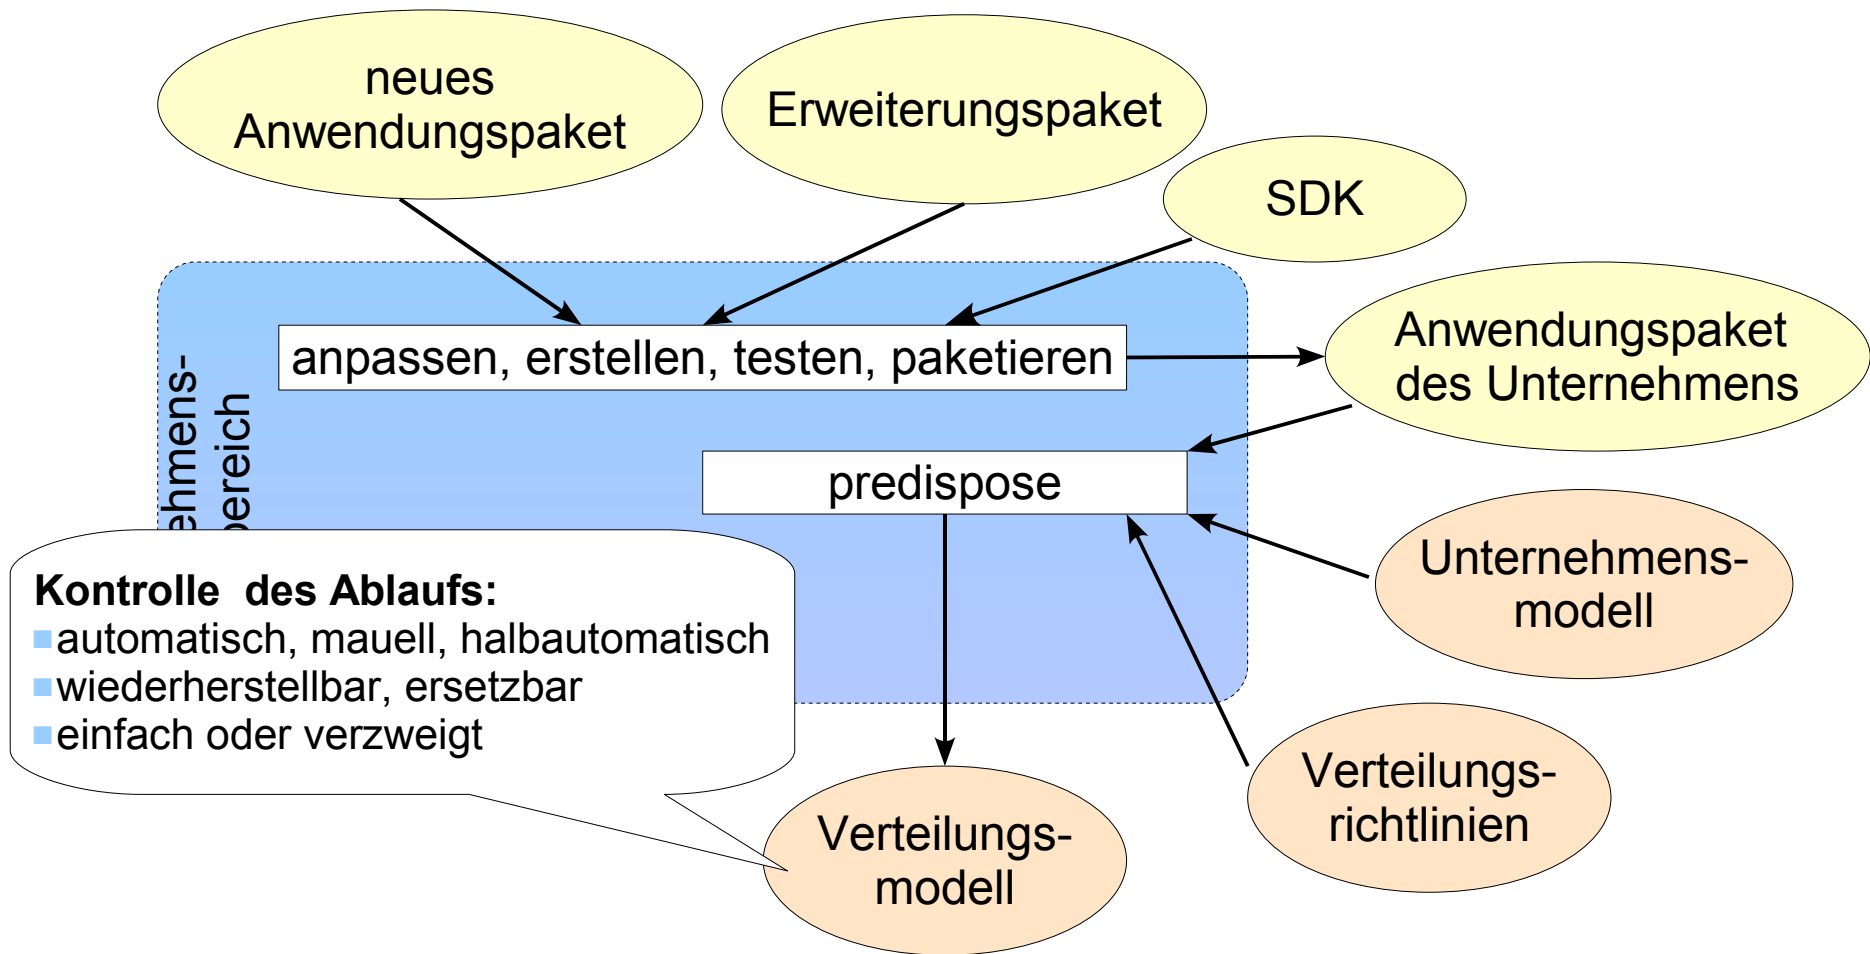 neues
Anwendungspaket
Erweiterungspaket
SDK
anpassen, erstellen, testen, paketieren
Anwendungspaket
des Unternehmens
predispose
Unternehmens-
modell
Kontrolle des Ablaufs:
automatisch, mauell, halbautomatisch
wiederherstellbar, ersetzbar
einfach oder verzweigt
Verteilungs-
richtlinien
Verteilungs-
modell